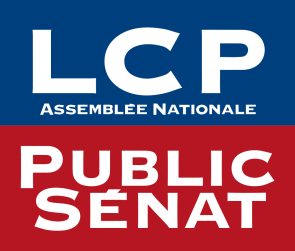 LCP
ASSEMBLÉE NATIONALE
PUBLIC
SÉNAT